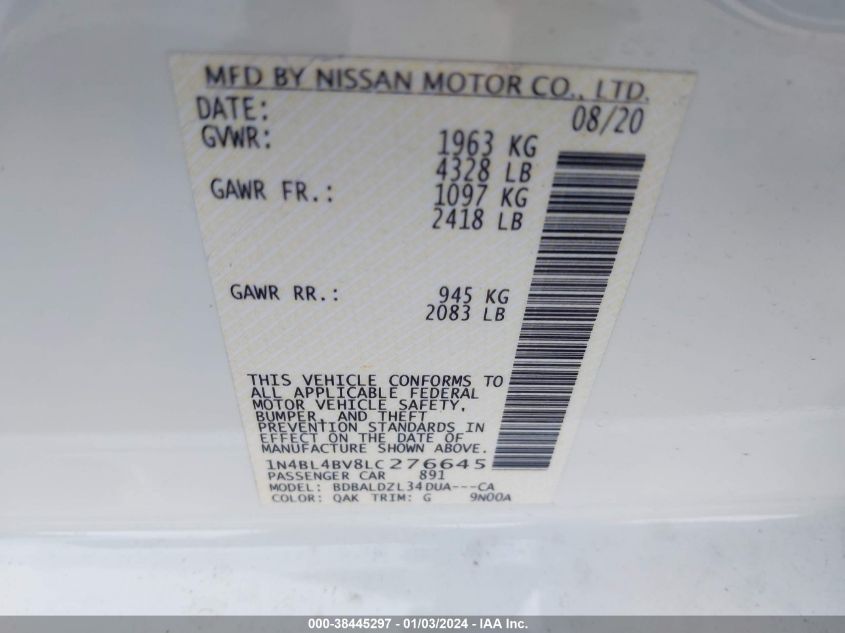 MFD BY NISSAN MOTOR CO., LTD.
DATE: 08/20
GVWR: 1963 KG
4328 LB
GAWR FR.: 1097 KG
2418 LB
GAWR RR.: 945 KG
2083 LB
THIS VEHICLE CONFORMS TO
ALL APPLICABLE FEDERAL
MOTOR VEHICLE SAFETY,
BUMPER, AND THEFT
PREVENTION STANDARDS IN
EFFECT ON THE DATE OF
MANUFACTURE SHOWN ABOVE.
1N4BL4BV8LC276645
PASSENGER CAR 891
MODEL: BDBALDZL34DUA---CA
COLOR: QAK TRIM: G 9N00A
000-38445297 - 01/03/2024 - IAA Inc.